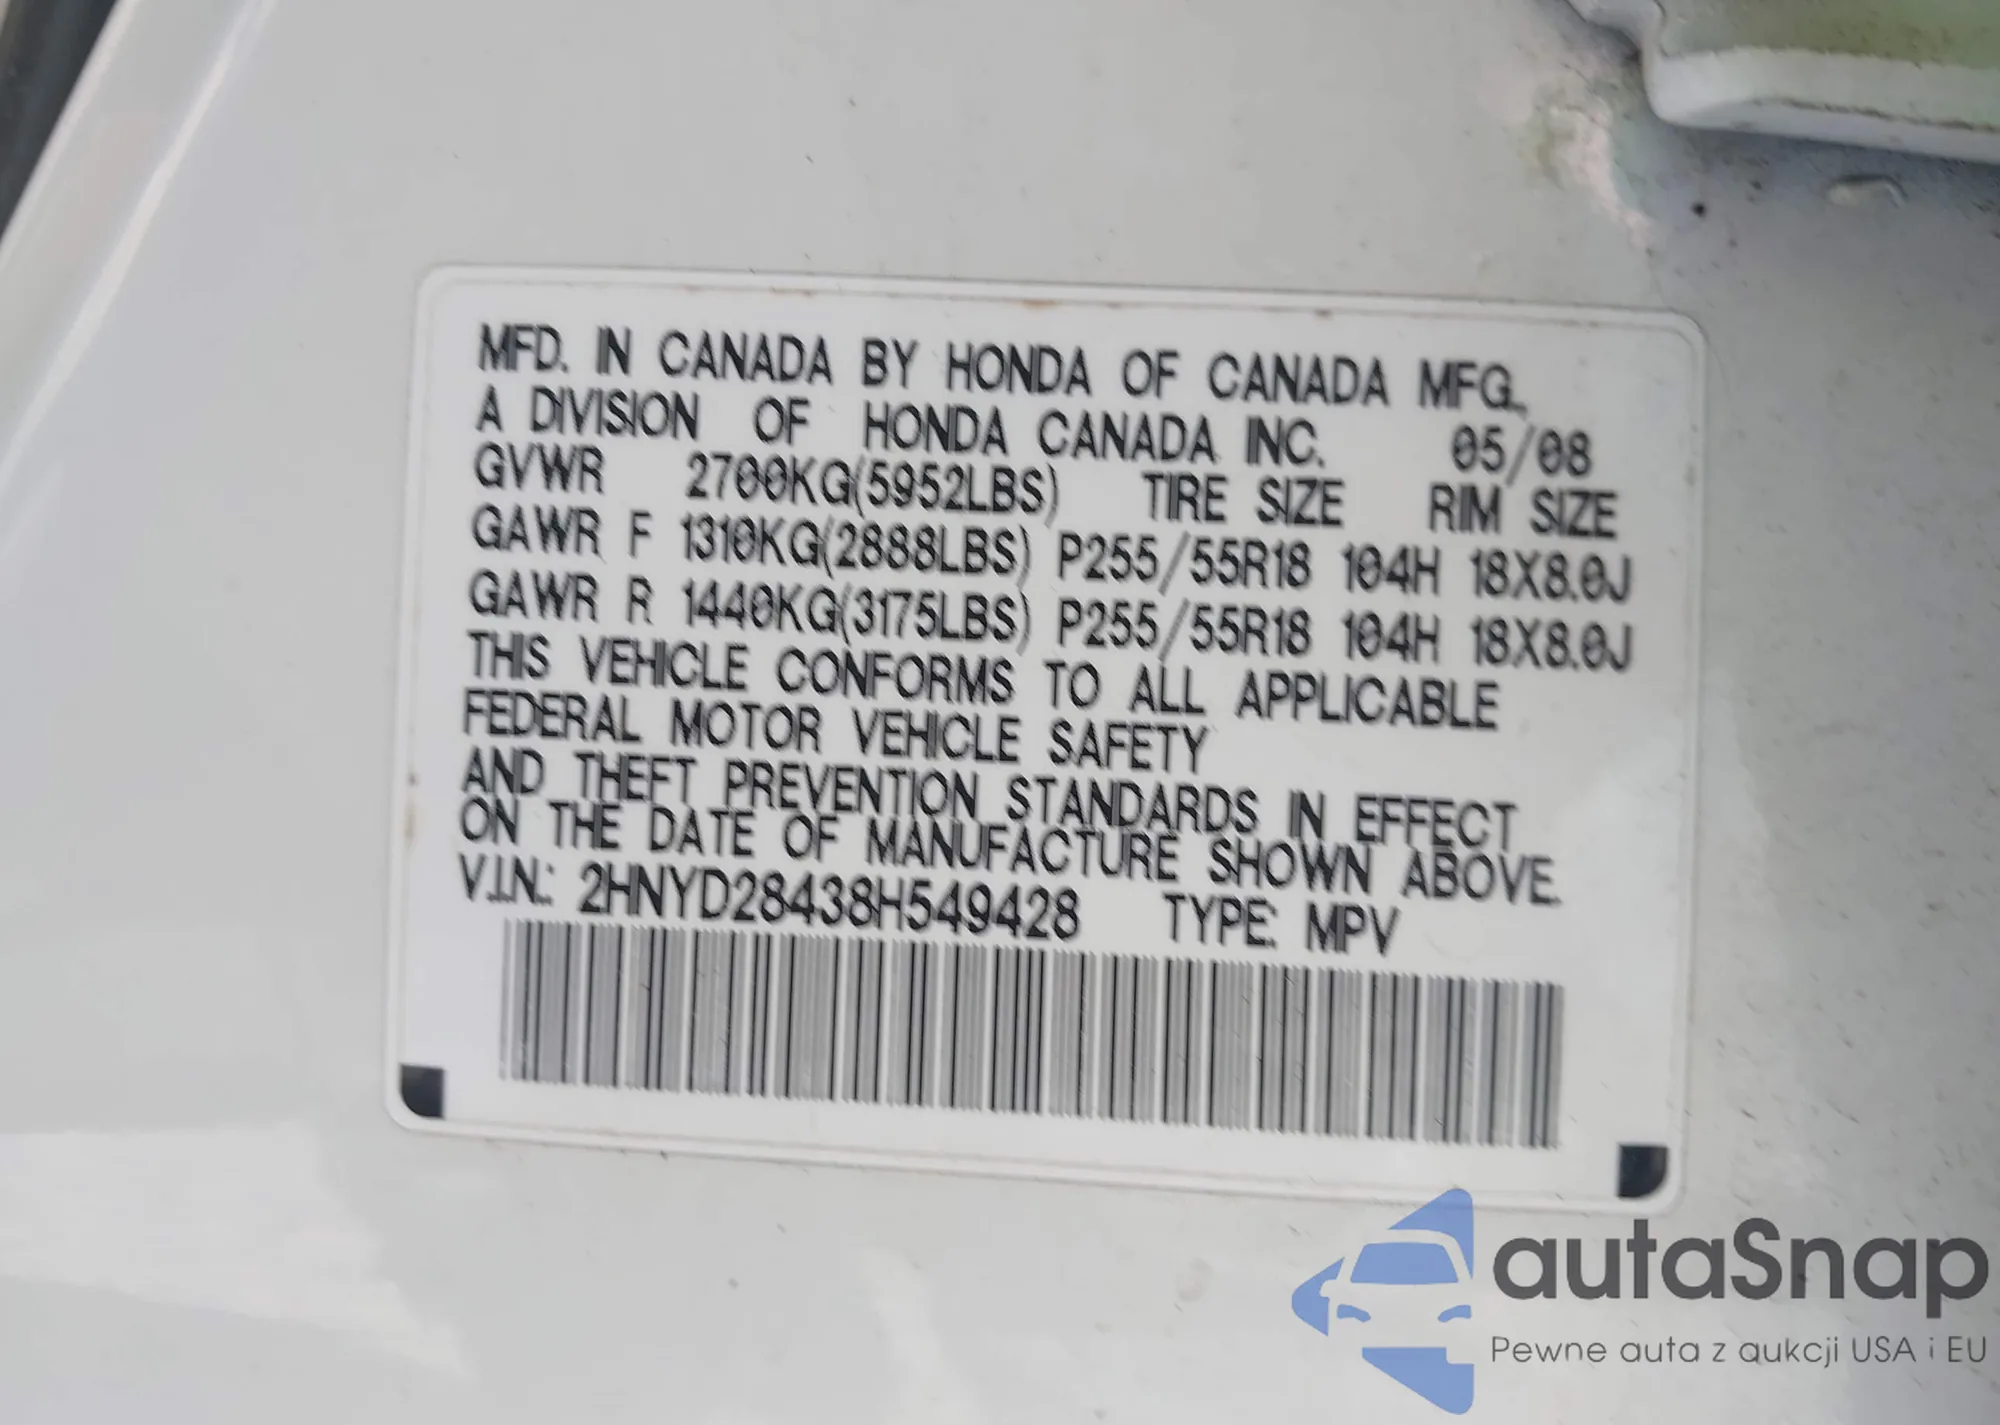 MFD. IN CANADA BY HONDA OF CANADA MFG.,
A DIVISION OF HONDA CANADA INC. 05/08
GVWR 2700KG(5952LBS) TIRE SIZE RIM SIZE
GAWR F 1310KG(2888LBS) P255/55R18 104H 18X8.0J
GAWR R 1440KG(3175LBS) P255/55R18 104H 18X8.0J
THIS VEHICLE CONFORMS TO ALL APPLICABLE
FEDERAL MOTOR VEHICLE SAFETY
AND THEFT PREVENTION STANDARDS IN EFFECT
ON THE DATE OF MANUFACTURE SHOWN ABOVE.
V.I.N.: 2HNYD28438H549428 TYPE: MPV
autaSnap
Pewne auta z aukcji USA i EU